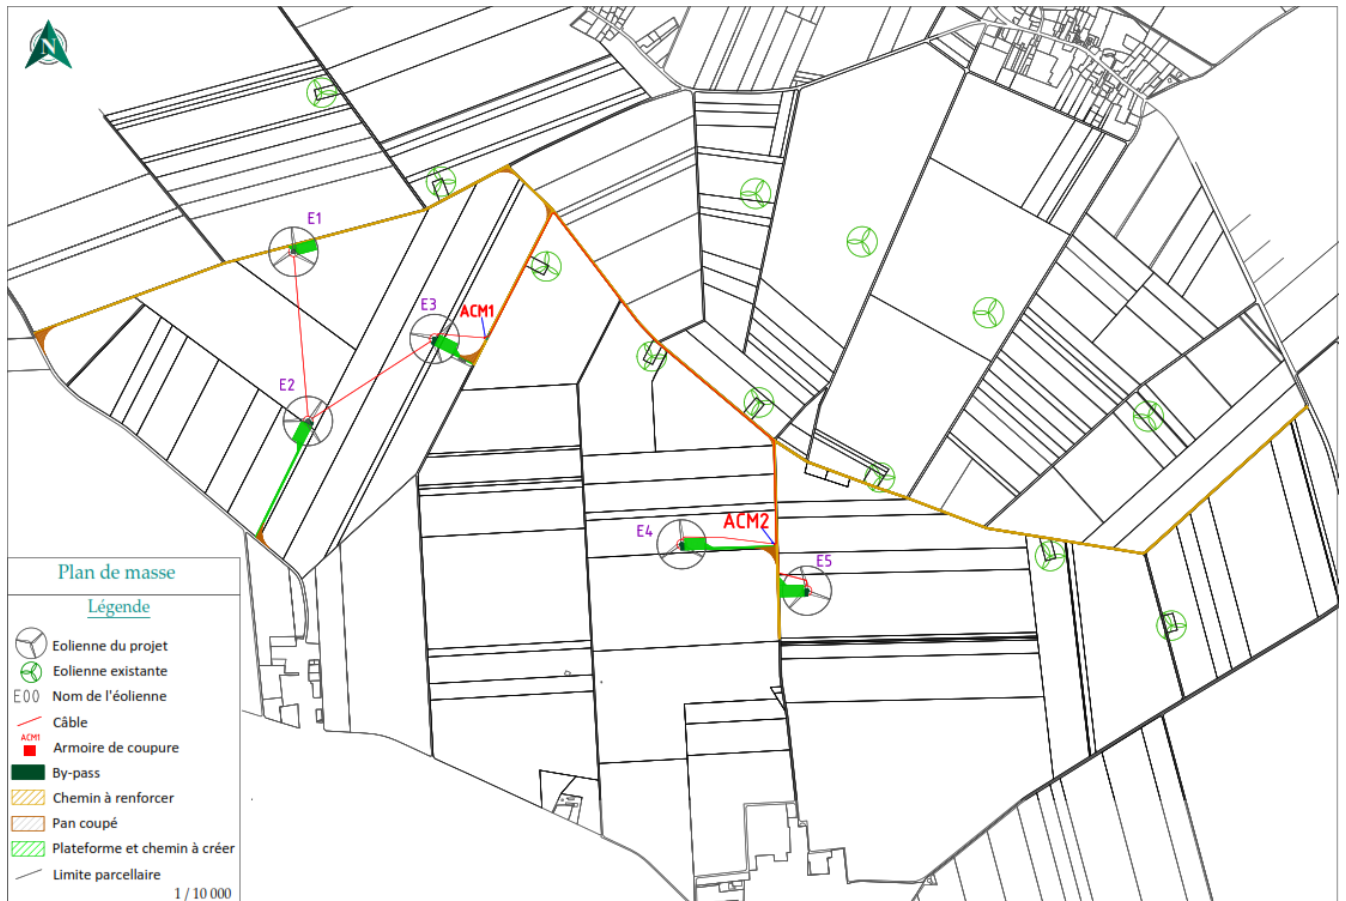 N
E1
E3
ACM1
E2
E4
ACM2
E5
Plan de masse
Légende
Eolienne du projet
Eolienne existante
E00 Nom de l'éolienne
Câble
ACM1
Armoire de coupure
By-pass
Chemin à renforcer
Pan coupé
Plateforme et chemin à créer
Limite parcellaire
1 / 10 000